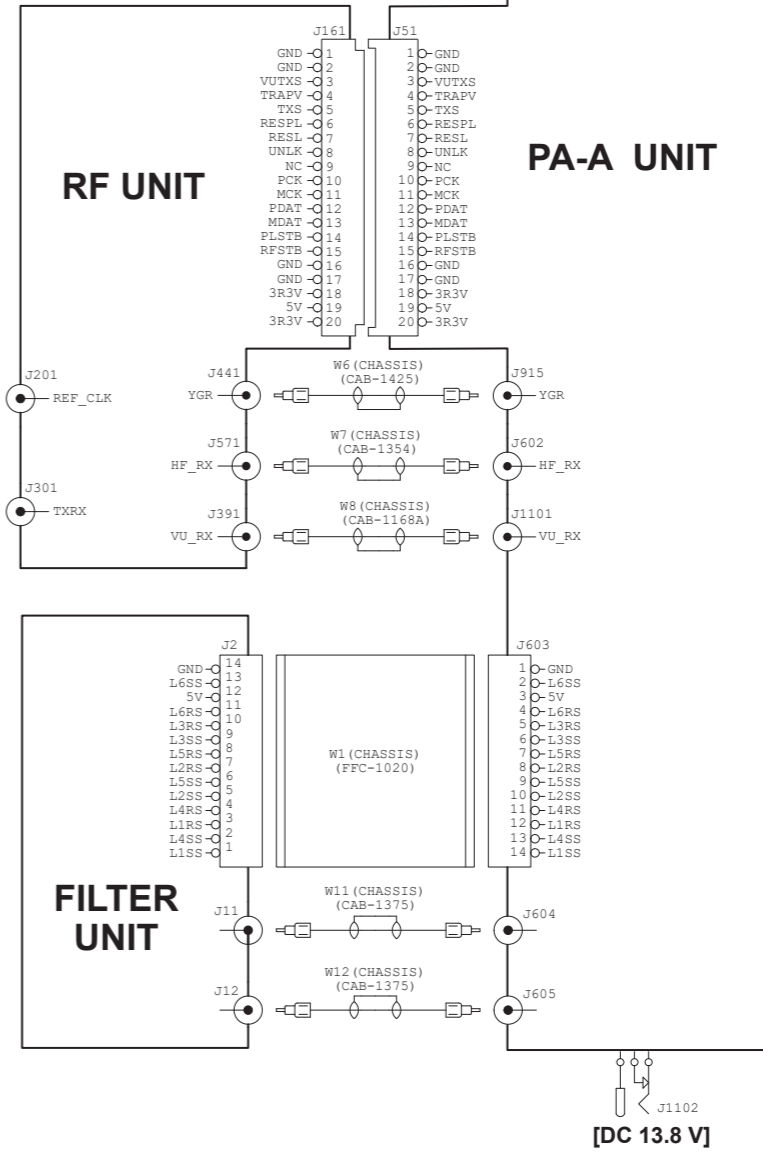 J161 J51
GND 1 1 GND
GND 2 2 GND
VUTXS 3 3 VUTXS
TRAPV 4 4 TRAPV
TXS 5 5 TXS
RESPL 6 6 RESPL
RESL 7 7 RESL
UNLK 8 8 UNLK
NC 9 9 NC
PCK 10 10 PCK
MCK 11 11 MCK
PDAT 12 12 PDAT
MDAT 13 13 MDAT
PLSTB 14 14 PLSTB
RFSTB 15 15 RFSTB
GND 16 16 GND
GND 17 17 GND
3R3V 18 18 3R3V
5V 19 19 5V
3R3V 20 20 3R3V
RF UNIT
PA-A UNIT
J201
REF_CLK
J301
TXRX
J441
YGR
W6(CHASSIS)
(CAB-1425)
J915
YGR
J571
HF_RX
W7(CHASSIS)
(CAB-1354)
J602
HF_RX
J391
VU_RX
W8(CHASSIS)
(CAB-1168A)
J1101
VU_RX
J2 J603
GND 14 1 GND
L6SS 13 2 L6SS
5V 12 3 5V
L6RS 11 4 L6RS
L3RS 10 5 L3RS
L3SS 9 6 L3SS
L5RS 8 7 L5RS
L2RS 7 8 L2RS
L5SS 6 9 L5SS
L2SS 5 10 L2SS
L4RS 4 11 L4RS
L1RS 3 12 L1RS
L4SS 2 13 L4SS
L1SS 1 14 L1SS
W1(CHASSIS)
(FFC-1020)
FILTER
UNIT
J11
W11(CHASSIS)
(CAB-1375)
J604
J12
W12(CHASSIS)
(CAB-1375)
J605
J1102
[DC 13.8 V]